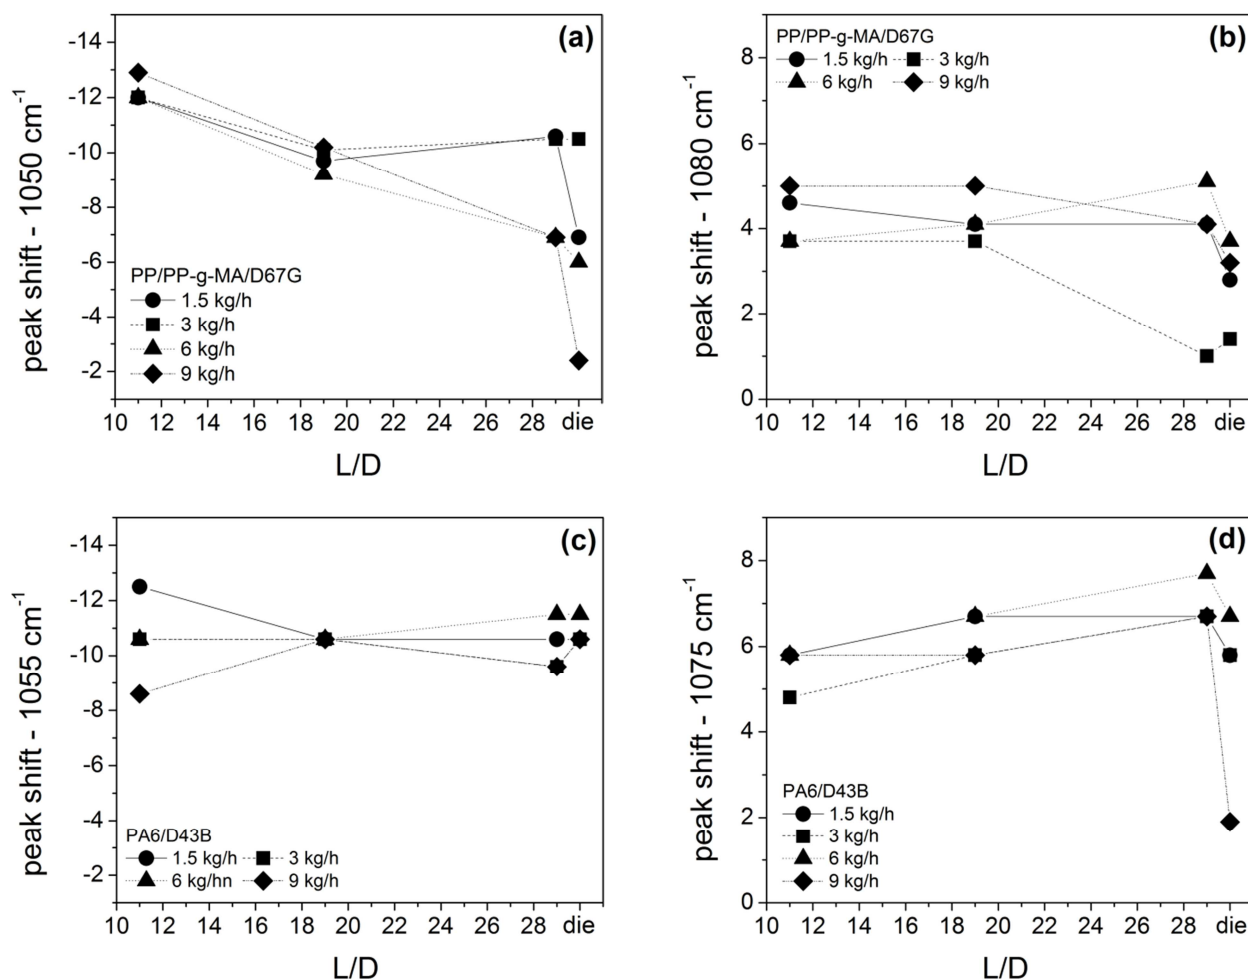 (a)
peak shift - 1050 cm⁻¹
-14
-12
-10
-8
-6
-4
-2
PP/PP-g-MA/D67G
1.5 kg/h
3 kg/h
6 kg/h
9 kg/h
10 12 14 16 18 20 22 24 26 28 die
L/D
(b)
peak shift - 1080 cm⁻¹
8
6
4
2
0
PP/PP-g-MA/D67G
1.5 kg/h 3 kg/h
6 kg/h 9 kg/h
10 12 14 16 18 20 22 24 26 28 die
L/D
(c)
peak shift - 1055 cm⁻¹
-14
-12
-10
-8
-6
-4
-2
PA6/D43B
1.5 kg/h 3 kg/h
6 kg/hn 9 kg/h
10 12 14 16 18 20 22 24 26 28 die
L/D
(d)
peak shift - 1075 cm⁻¹
8
6
4
2
0
PA6/D43B
1.5 kg/h
3 kg/h
6 kg/h
9 kg/h
10 12 14 16 18 20 22 24 26 28 die
L/D